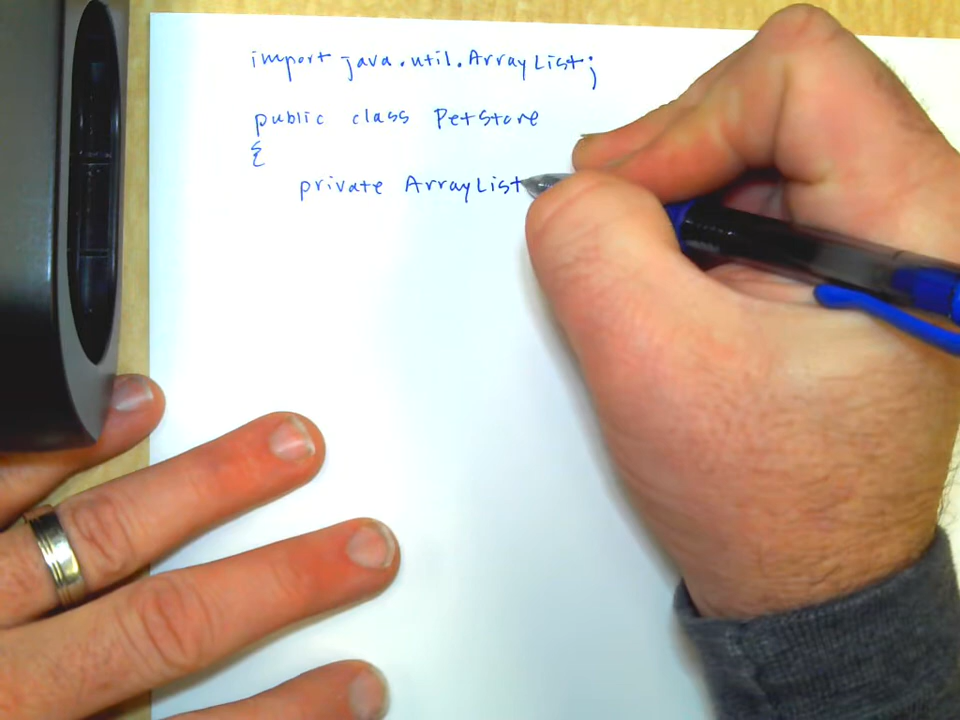 import java.util.ArrayList;
public class PetStore
{
private ArrayList